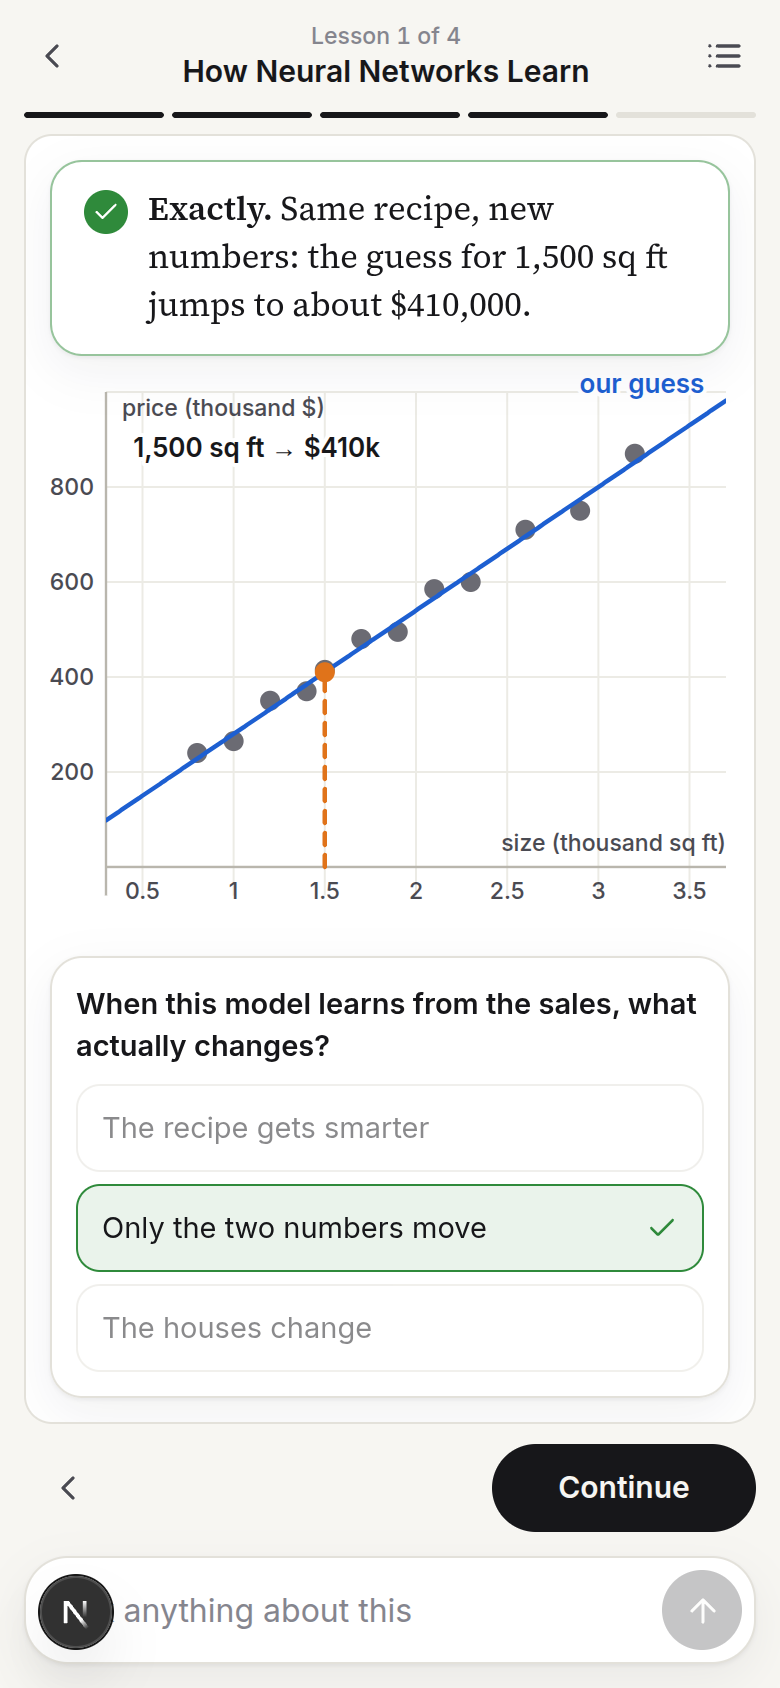 Lesson 1 of 4
How Neural Networks Learn
Exactly. Same recipe, new
numbers: the guess for 1,500 sq ft
jumps to about $410,000.
our guess
price (thousand $)
1,500 sq ft → $410k
800
600
400
200
size (thousand sq ft)
0.5 1 1.5 2 2.5 3 3.5
When this model learns from the sales, what
actually changes?
The recipe gets smarter
Only the two numbers move
The houses change
Continue
N anything about this